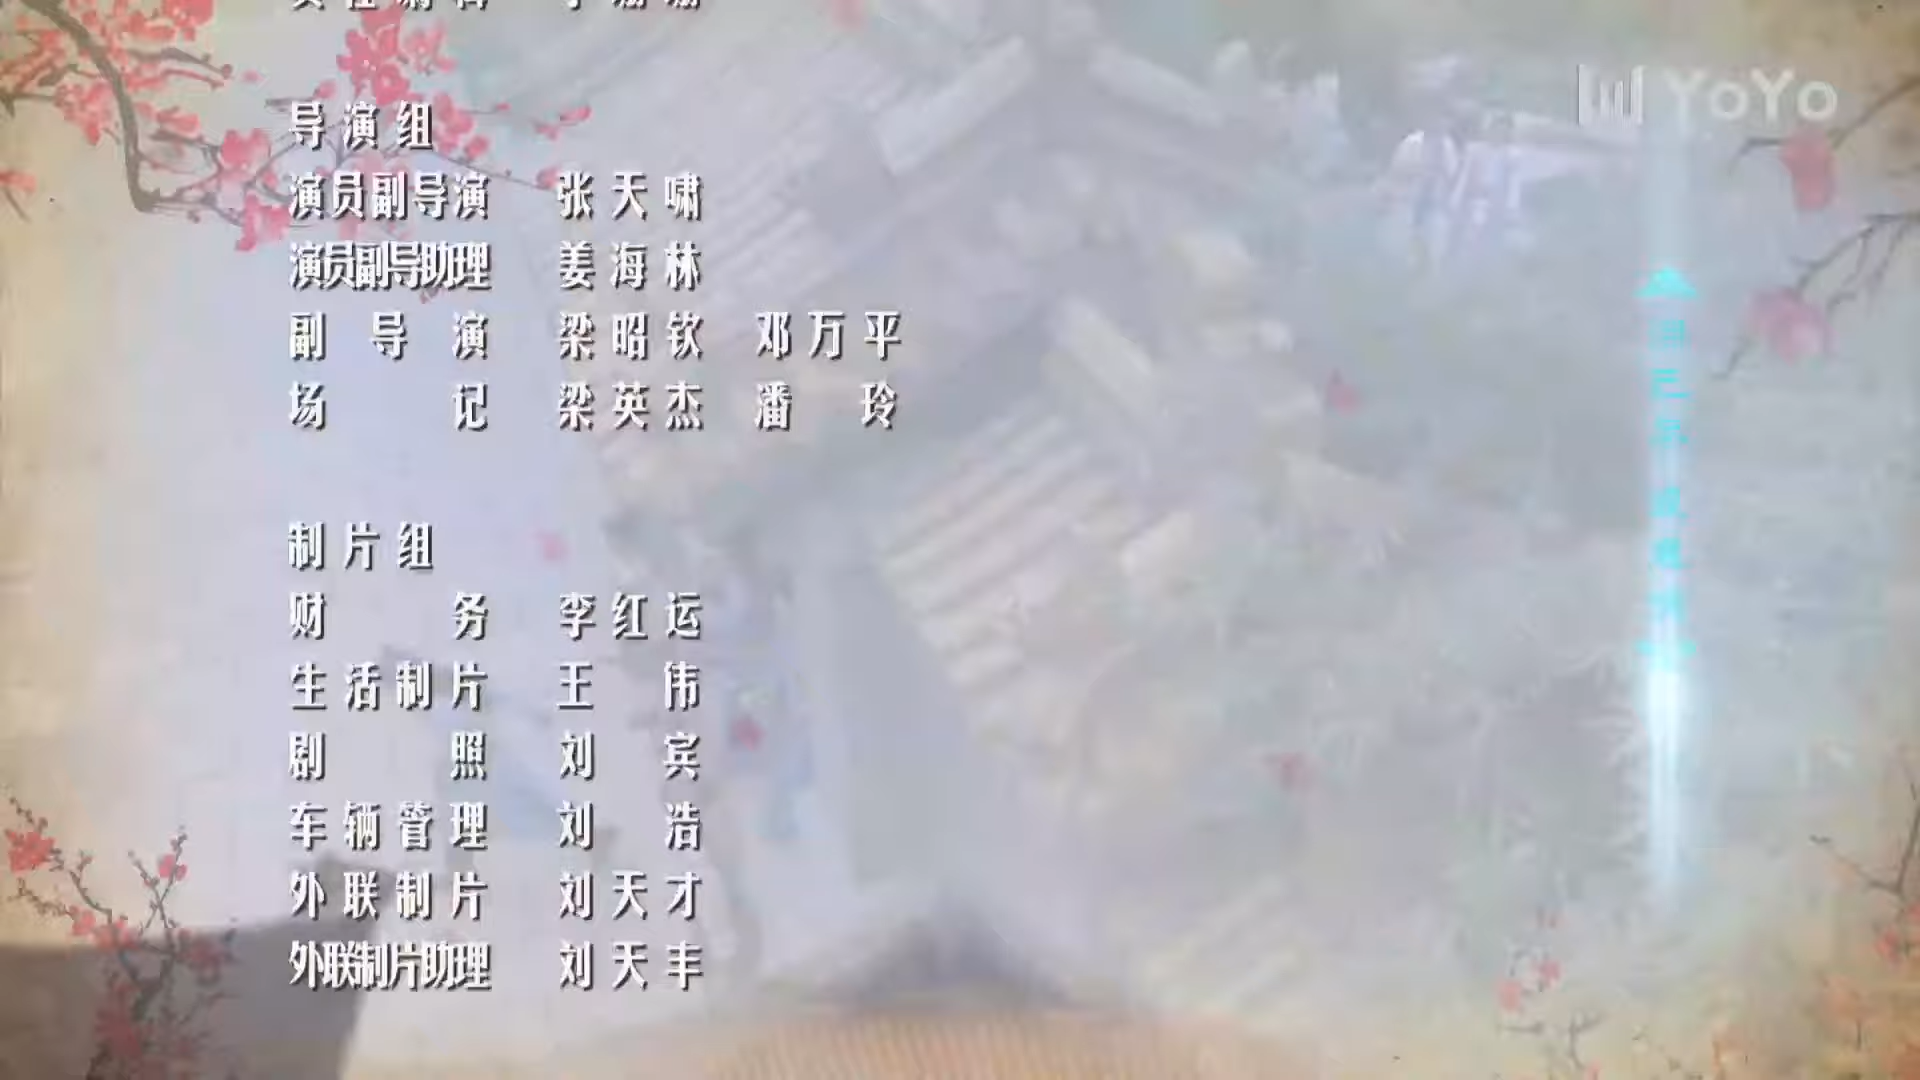 YoYo
导演组
演员副导演 张天啸
演员副导助理 姜海林
副导演 梁昭钦 邓万平
场记 梁英杰 潘玲
制片组
财务 李红运
生活制片 王伟
剧照 刘宾
车辆管理 刘浩
外联制片 刘天才
外联制片助理 刘天丰